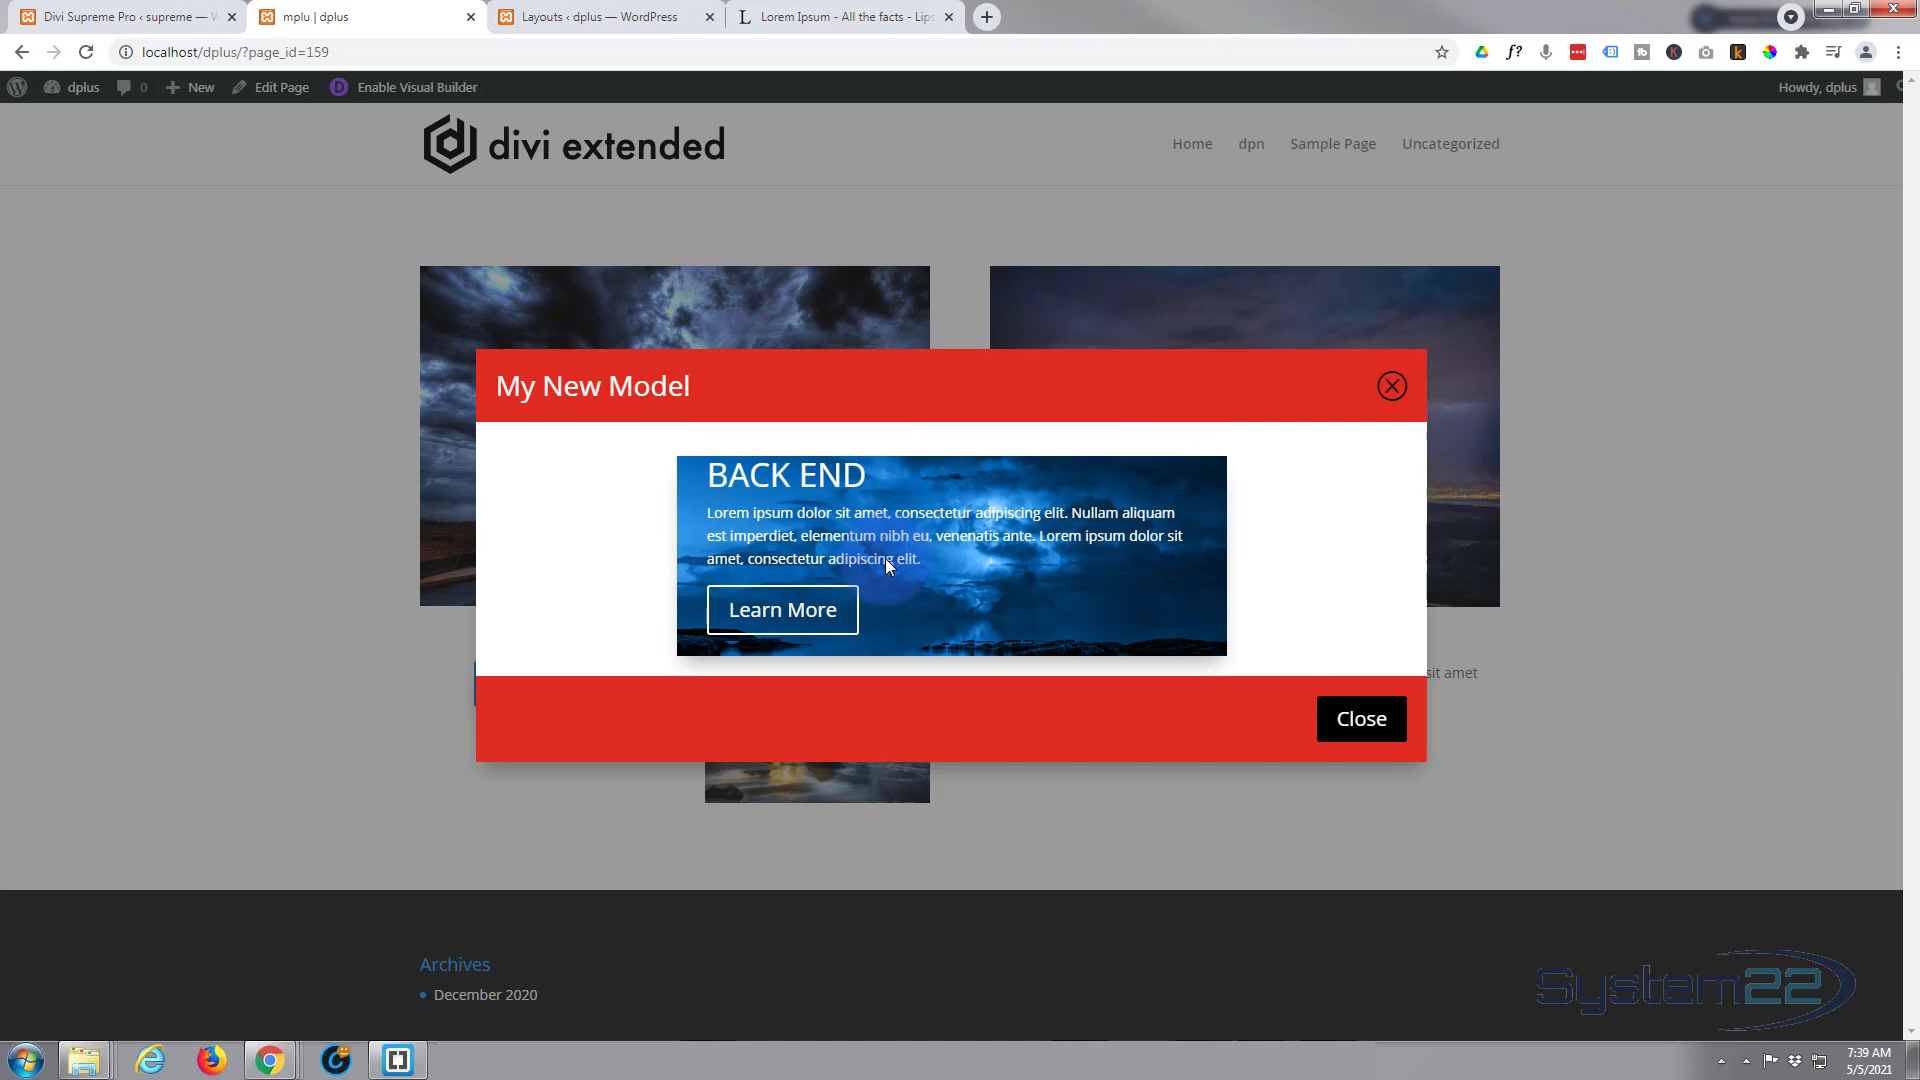 Divi Supreme Pro ‹ supreme — W
mplu | dplus
Layouts ‹ dplus — WordPress
Lorem Ipsum - All the facts - Lips
localhost/dplus/?page_id=159
dplus
0
New
Edit Page
Enable Visual Builder
Howdy, dplus
divi extended
Home
dpn
Sample Page
Uncategorized
My New Model
BACK END
Lorem ipsum dolor sit amet, consectetur adipiscing elit. Nullam aliquam
est imperdiet, elementum nibh eu, venenatis ante. Lorem ipsum dolor sit
amet, consectetur adipiscing elit.
Learn More
sit amet
Close
Archives
December 2020
System22
7:39 AM
5/5/2021